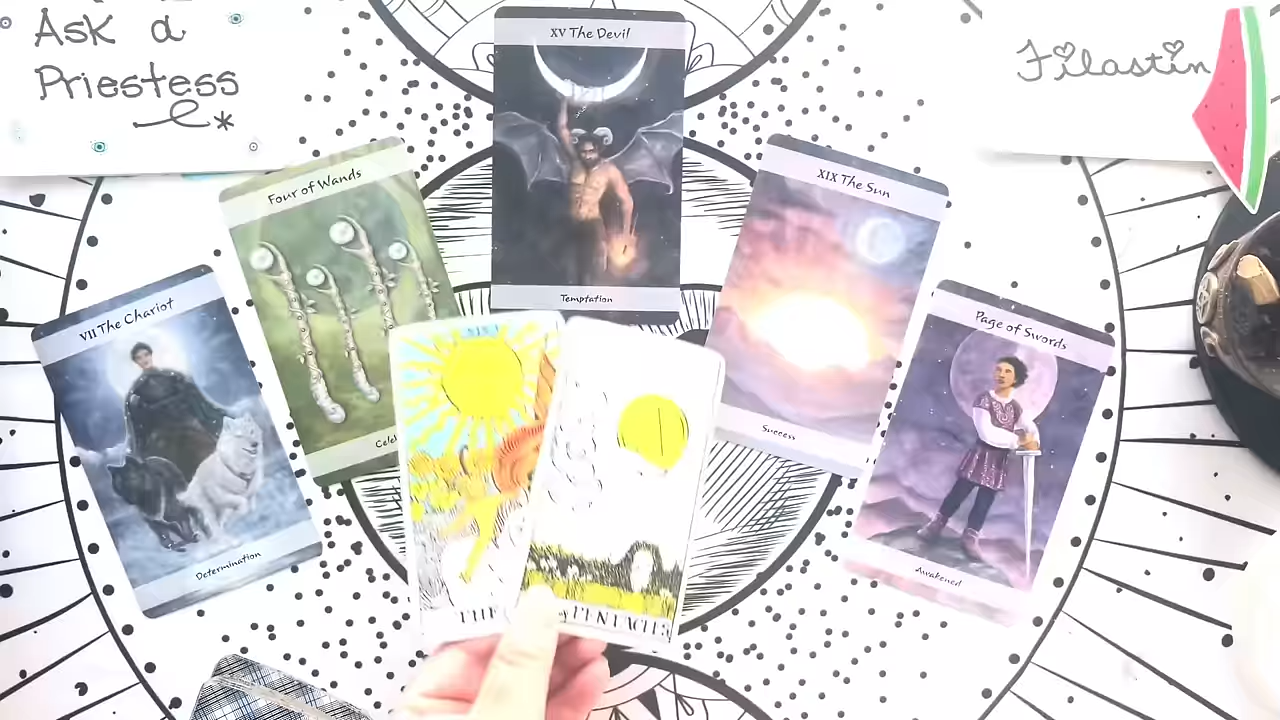 Ask a
Priestess
Filastin
XV The Devil
Temptation
Four of Wands
XIX The Sun
Success
VII The Chariot
Determination
Page of Swords
Awakened
THE
PENTACLES